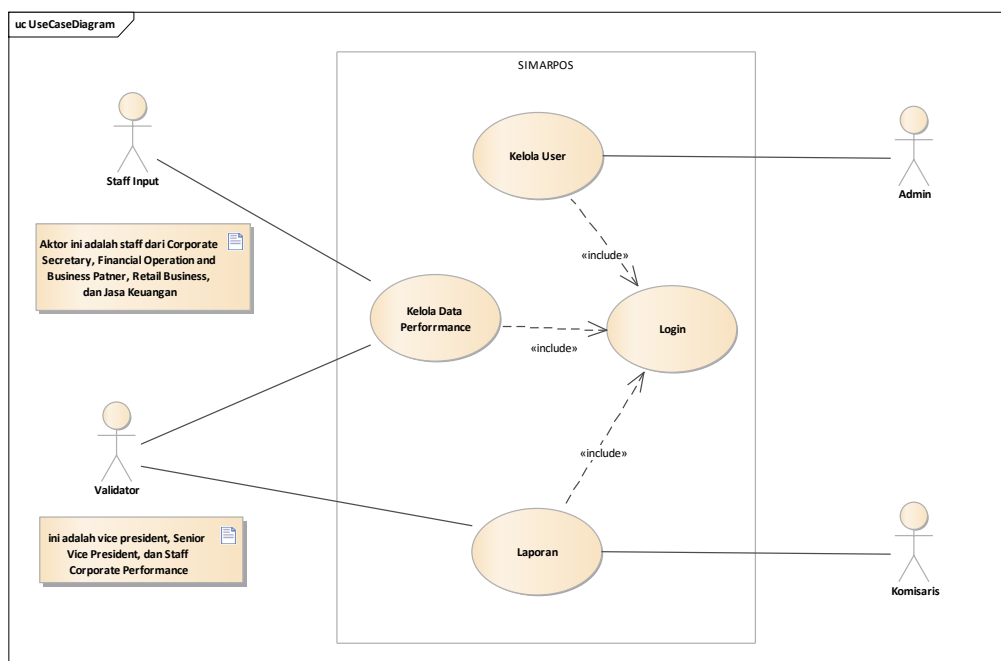 uc UseCaseDiagram
SIMARPOS
Staff Input
Aktor ini adalah staff dari Corporate
Secretary, Financial Operation and
Business Patner, Retail Business,
dan Jasa Keuangan
Kelola User
Admin
«include»
Kelola Data
Perforrmance
«include»
Login
Validator
ini adalah vice president, Senior
Vice President, dan Staff
Corporate Performance
«include»
Laporan
Komisaris